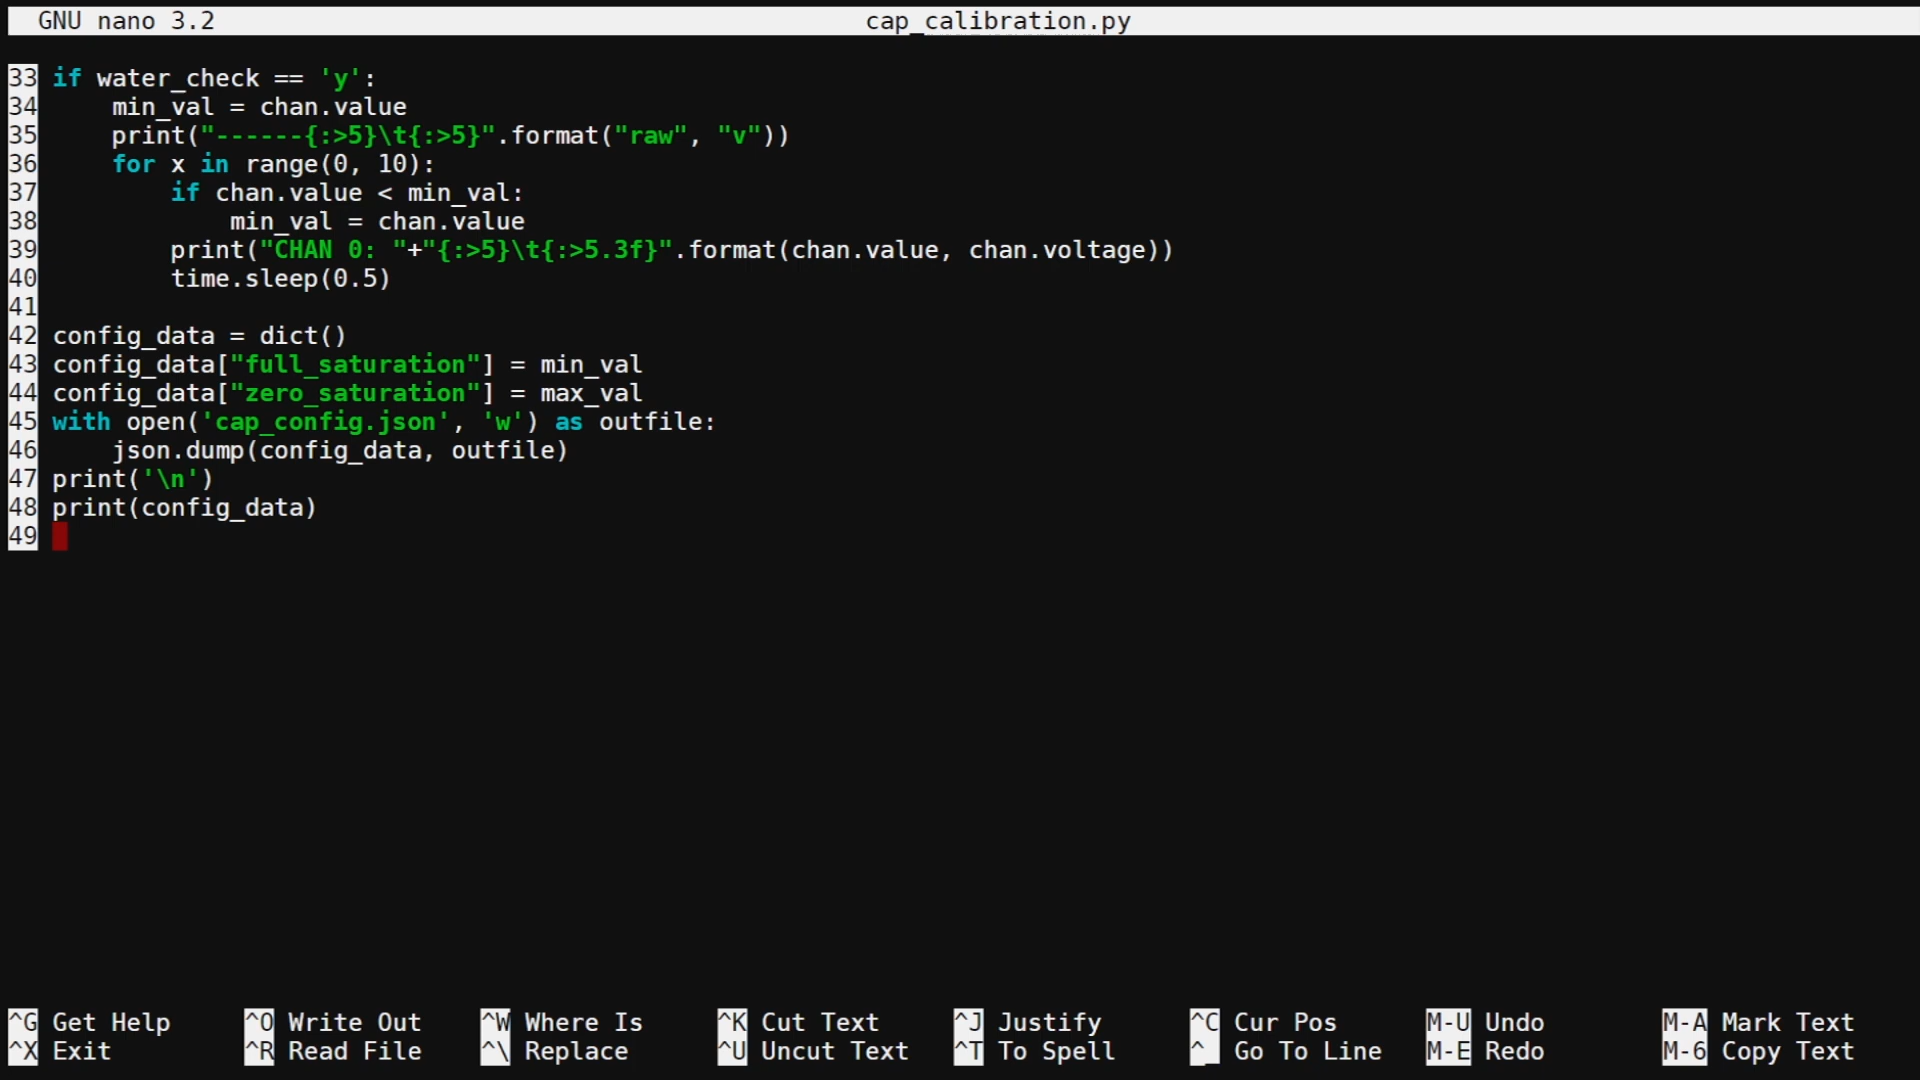 GNU nano 3.2 cap_calibration.py
33 if water_check == 'y':
34     min_val = chan.value
35     print("------{:>5}\t{:>5}".format("raw", "v"))
36     for x in range(0, 10):
37         if chan.value < min_val:
38             min_val = chan.value
39         print("CHAN 0: "+"{:>5}\t{:>5.3f}".format(chan.value, chan.voltage))
40         time.sleep(0.5)
41
42 config_data = dict()
43 config_data["full_saturation"] = min_val
44 config_data["zero_saturation"] = max_val
45 with open('cap_config.json', 'w') as outfile:
46     json.dump(config_data, outfile)
47 print('\n')
48 print(config_data)
49
^G Get Help ^O Write Out ^W Where Is ^K Cut Text ^J Justify ^C Cur Pos M-U Undo M-A Mark Text
^X Exit ^R Read File ^\ Replace ^U Uncut Text ^T To Spell ^_ Go To Line M-E Redo M-6 Copy Text